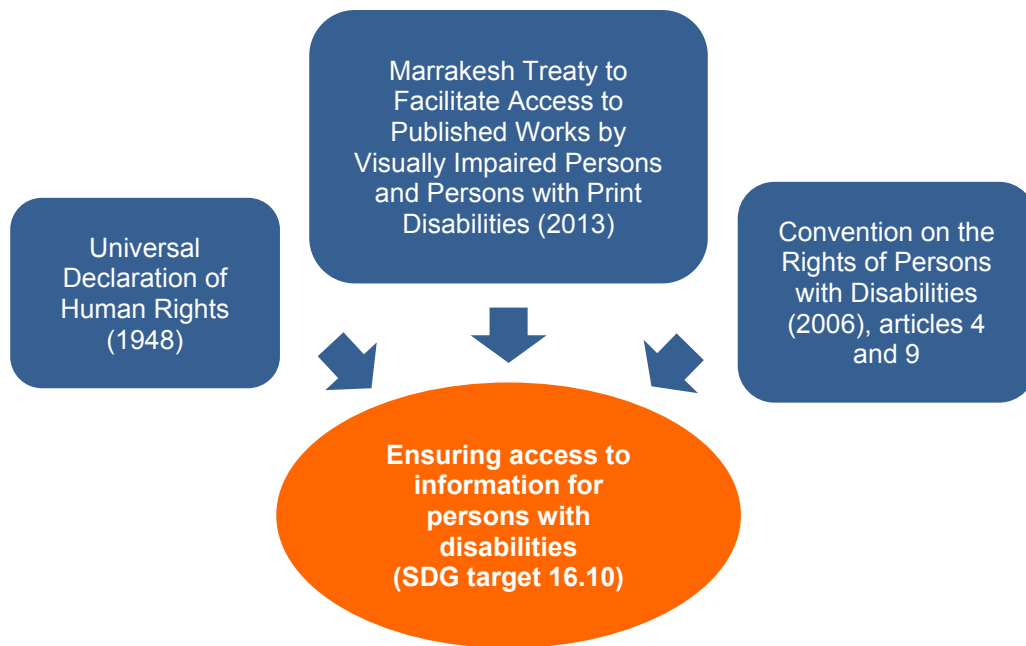 Marrakesh Treaty to
Facilitate Access to
Published Works by
Visually Impaired Persons
and Persons with Print
Disabilities (2013)
Universal
Declaration of
Human Rights
(1948)
Convention on the
Rights of Persons
with Disabilities
(2006), articles 4
and 9
Ensuring access to
information for
persons with
disabilities
(SDG target 16.10)